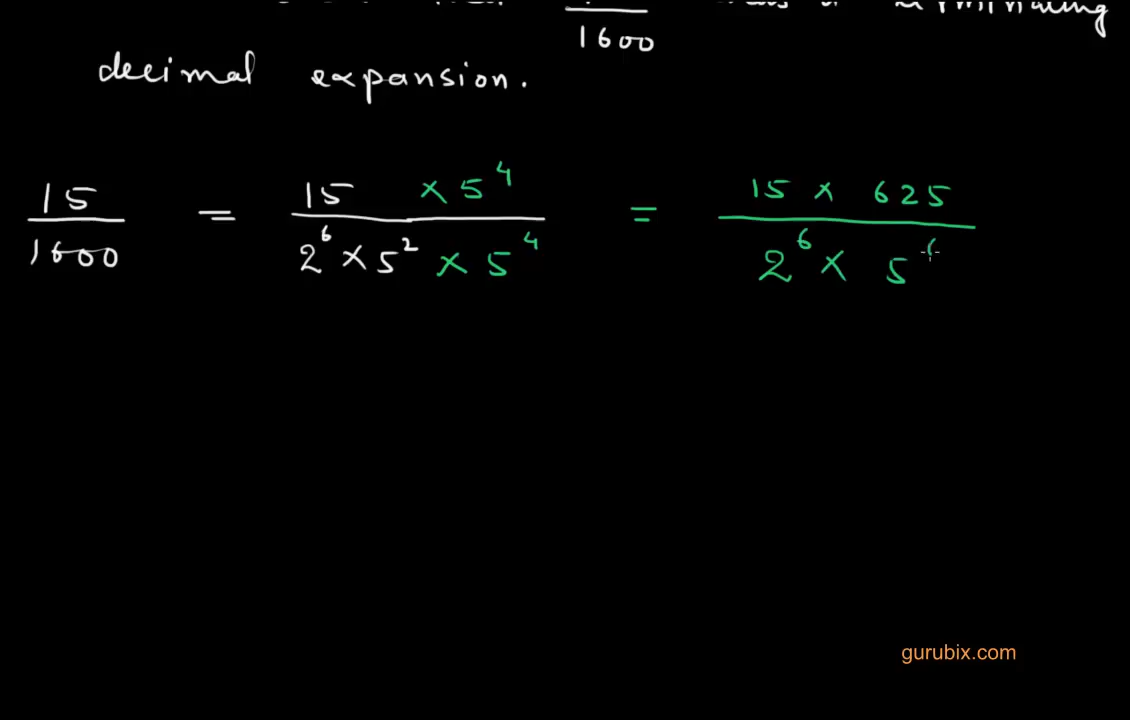 1600
decimal expansion.
15/1600 = 15 × 5^4 / 2^6 × 5^2 × 5^4 = 15 × 625 / 2^6 × 5^6
gurubix.com